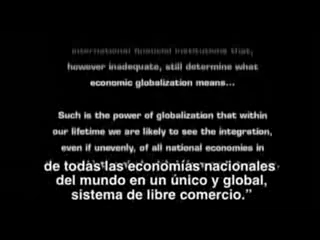 international financial institutions that,
however inadequate, still determine what
economic globalization means...
Such is the power of globalization that within
our lifetime we are likely to see the integration,
even if unevenly, of all national economies in
de todas las economías nacionales
del mundo en un único y global,
sistema de libre comercio.”